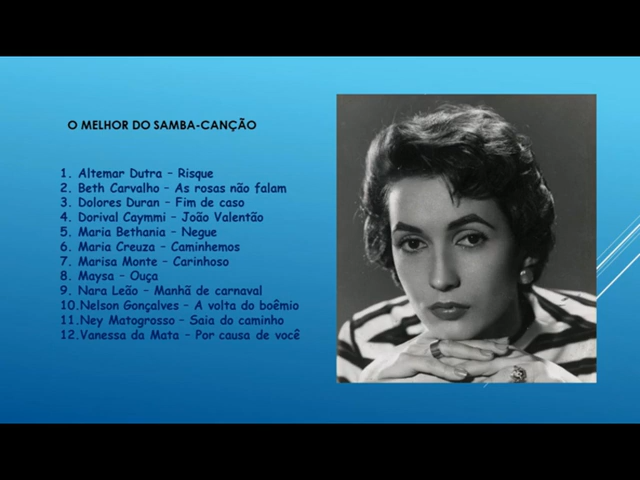 O MELHOR DO SAMBA-CANÇÃO
1. Altemar Dutra – Risque
2. Beth Carvalho – As rosas não falam
3. Dolores Duran – Fim de caso
4. Dorival Caymmi – João Valentão
5. Maria Bethania – Negue
6. Maria Creuza – Caminhemos
7. Marisa Monte – Carinhoso
8. Maysa – Ouça
9. Nara Leão – Manhã de carnaval
10.Nelson Gonçalves – A volta do boêmio
11.Ney Matogrosso – Saia do caminho
12.Vanessa da Mata – Por causa de você